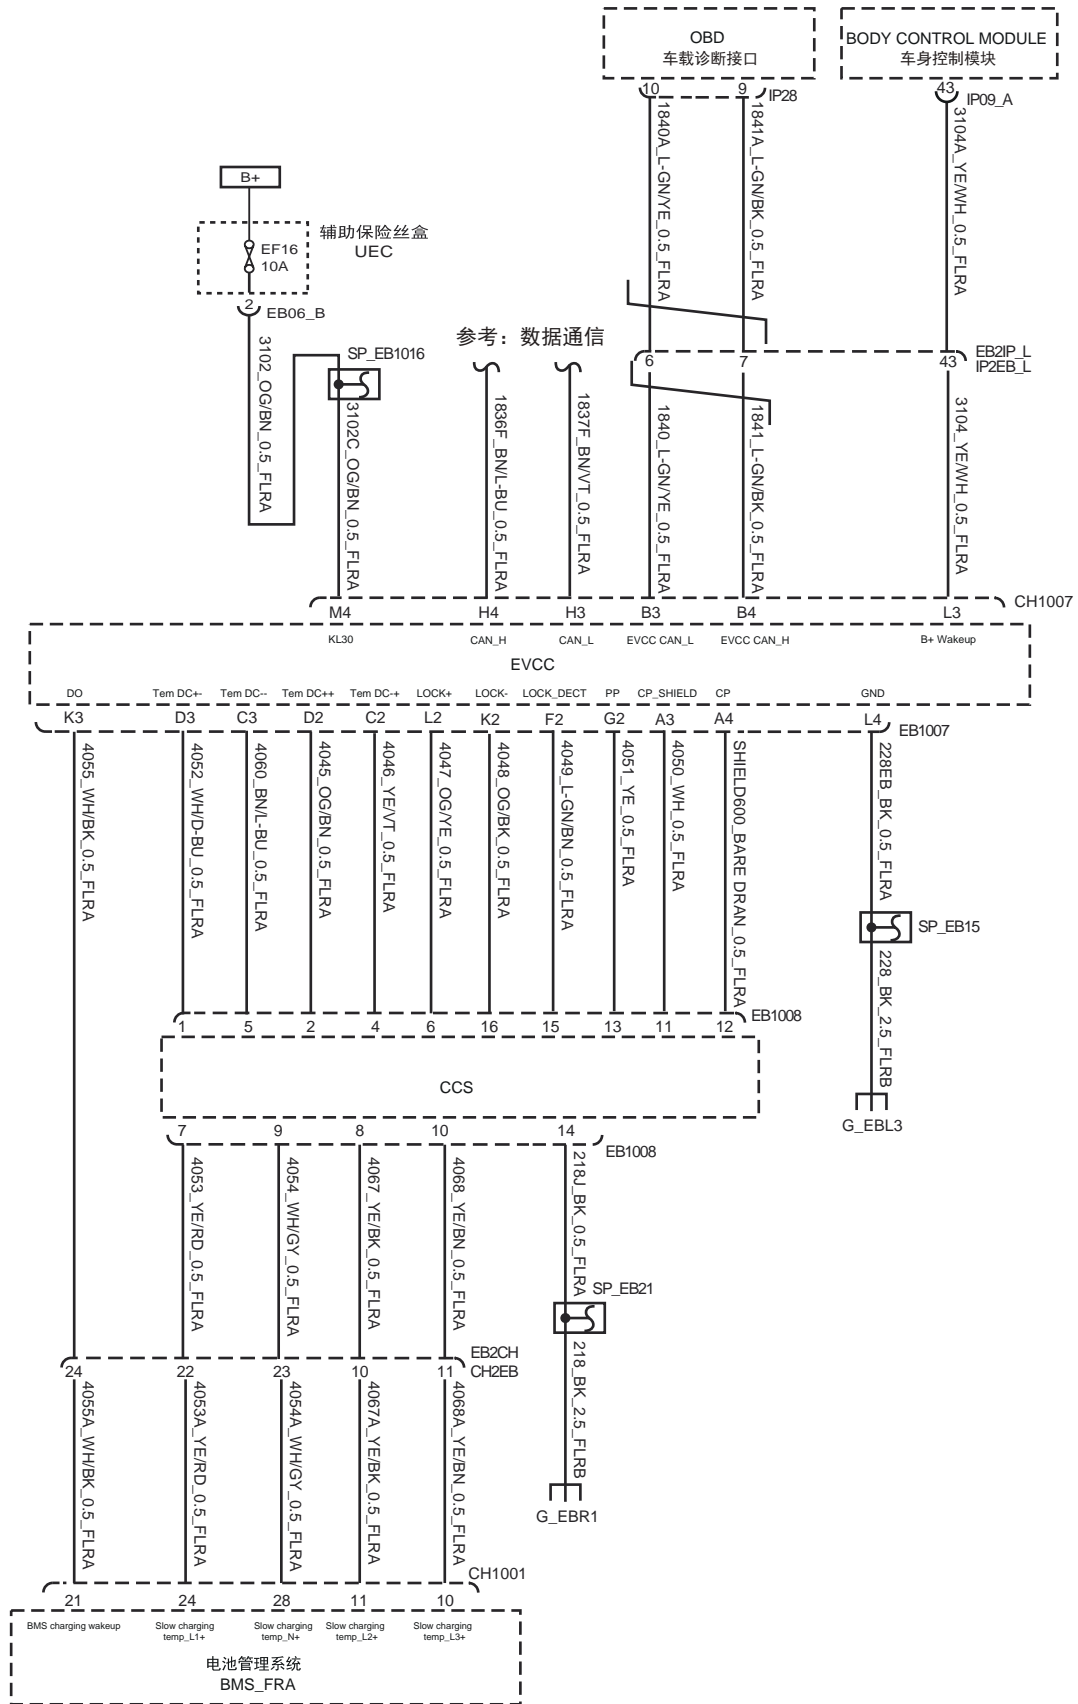 OBD
车载诊断接口
BODY CONTROL MODULE
车身控制模块
10
9
IP28
43
IP09_A
1840A_L-GN/YE_0.5_FLRA
1841A_L-GN/BK_0.5_FLRA
3104A_YE/WH_0.5_FLRA
B+
辅助保险丝盒
UEC
EF16
10A
2
EB06_B
3102_OG/BN_0.5_FLRA
SP_EB1016
3102C_OG/BN_0.5_FLRA
参考：数据通信
1836F_BN/L-BU_0.5_FLRA
1837F_BN/VT_0.5_FLRA
6
7
43
EB2IP_L
IP2EB_L
1840_L-GN/YE_0.5_FLRA
1841_L-GN/BK_0.5_FLRA
3104_YE/WH_0.5_FLRA
CH1007
M4
H4
H3
B3
B4
L3
KL30
CAN_H
CAN_L
EVCC CAN_L
EVCC CAN_H
B+ Wakeup
EVCC
DO
Tem DC+-
Tem DC--
Tem DC++
Tem DC-+
LOCK+
LOCK-
LOCK_DECT
PP
CP_SHIELD
CP
GND
K3
D3
C3
D2
C2
L2
K2
F2
G2
A3
A4
L4
EB1007
4055_WH/BK_0.5_FLRA
4052_WH/D-BU_0.5_FLRA
4060_BN/L-BU_0.5_FLRA
4045_OG/BN_0.5_FLRA
4046_YE/VT_0.5_FLRA
4047_OG/YE_0.5_FLRA
4048_OG/BK_0.5_FLRA
4049_L-GN/BN_0.5_FLRA
4051_YE_0.5_FLRA
4050_WH_0.5_FLRA
SHIELD600_BARE DRAN_0.5_FLRA
228EB_BK_0.5_FLRA
SP_EB15
228_BK_2.5_FLRB
G_EBL3
EB1008
1
5
2
4
6
16
15
13
11
12
CCS
7
9
8
10
14
EB1008
4053_YE/RD_0.5_FLRA
4054_WH/GY_0.5_FLRA
4067_YE/BK_0.5_FLRA
4068_YE/BN_0.5_FLRA
218J_BK_0.5_FLRA
SP_EB21
218_BK_2.5_FLRB
G_EBR1
EB2CH
CH2EB
24
22
23
10
11
4055A_WH/BK_0.5_FLRA
4053A_YE/RD_0.5_FLRA
4054A_WH/GY_0.5_FLRA
4067A_YE/BK_0.5_FLRA
4068A_YE/BN_0.5_FLRA
CH1001
21
24
28
11
10
BMS charging wakeup
Slow charging
temp_L1+
Slow charging
temp_N+
Slow charging
temp_L2+
Slow charging
temp_L3+
电池管理系统
BMS_FRA